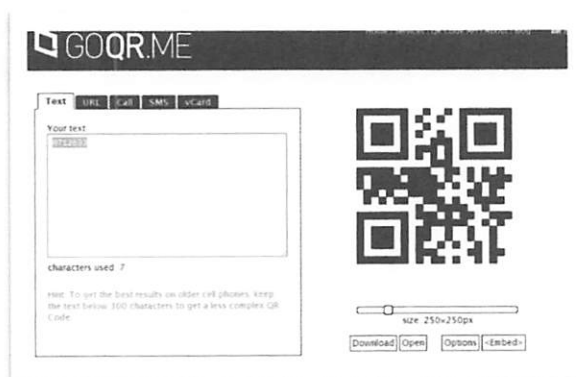 GOQR.ME
Text URL Call SMS vCard
Your text
characters used: 7
Hint: To get the best results on older cell phones, keep
the text below 300 characters to get a less complex QR
Code
size: 250×250px
Download Open Options <Embed>